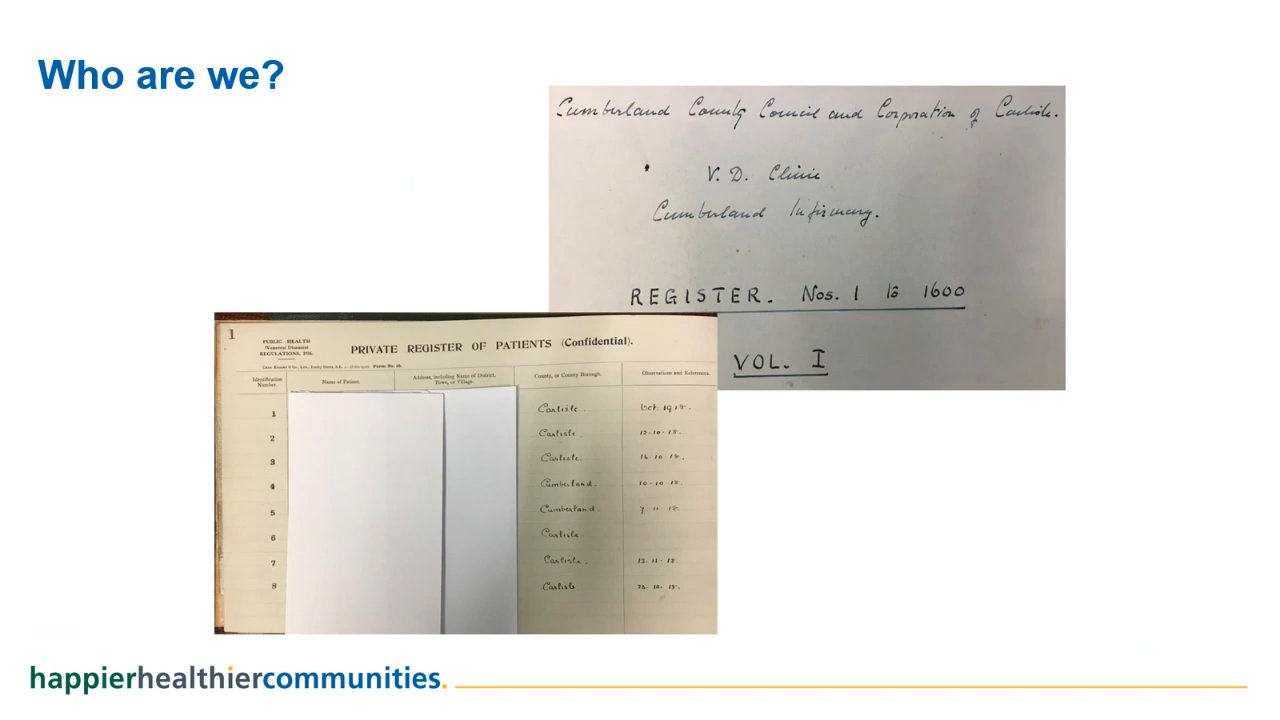 Who are we?
Cumberland County Council and Corporation of Carlisle.
V. D. Clinic
Cumberland Infirmary.
REGISTER. Nos. 1 to 1600
VOL. I
1
PUBLIC HEALTH
(Venereal Diseases)
REGULATIONS, 1916.
PRIVATE REGISTER OF PATIENTS (Confidential).
Form No.
Identification Number.
Name of Patient.
Address, including Name of District, Town, or Village.
County, or County Borough.
Observations and References
1 Carlisle. Oct. 1918.
2 Carlisle. 18.
3 Carlisle. 16.10.18.
4 Cumberland. 10-10-18.
5 Cumberland. 7-11-18.
6 Carlisle.
7 Carlisle. 11-18.
8 Carlisle 18.
happierhealthiercommunities.